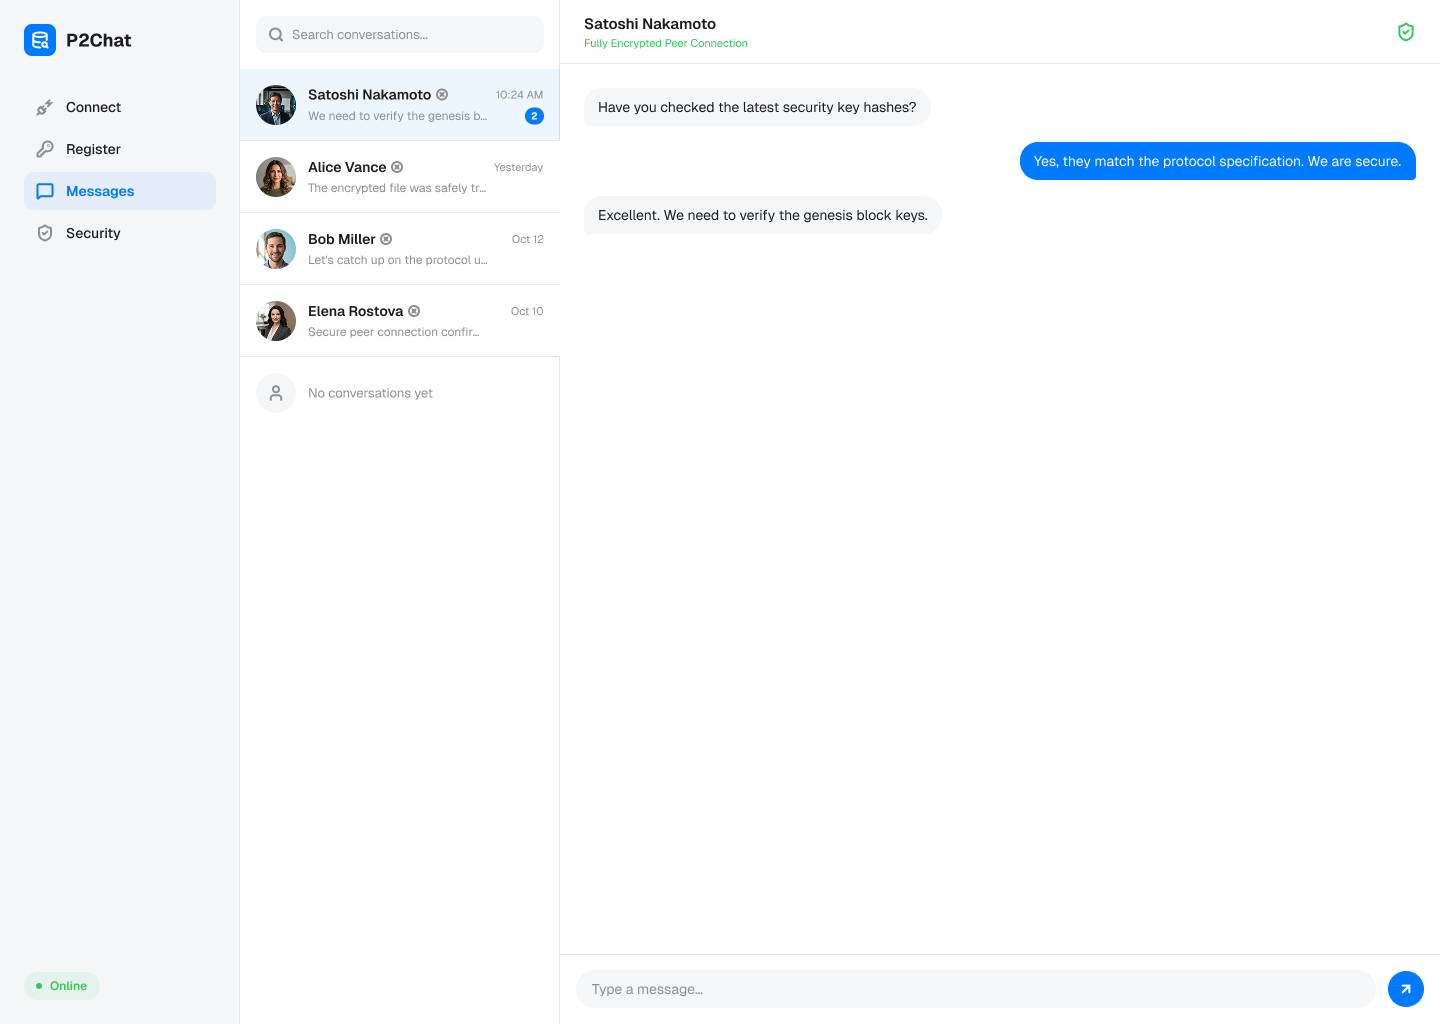 P2Chat
Connect
Register
Messages
Security
Online
Search conversations...
Satoshi Nakamoto
10:24 AM
We need to verify the genesis b...
2
Alice Vance
Yesterday
The encrypted file was safely tr...
Bob Miller
Oct 12
Let's catch up on the protocol u...
Elena Rostova
Oct 10
Secure peer connection confir...
No conversations yet
Satoshi Nakamoto
Fully Encrypted Peer Connection
Have you checked the latest security key hashes?
Yes, they match the protocol specification. We are secure.
Excellent. We need to verify the genesis block keys.
Type a message...